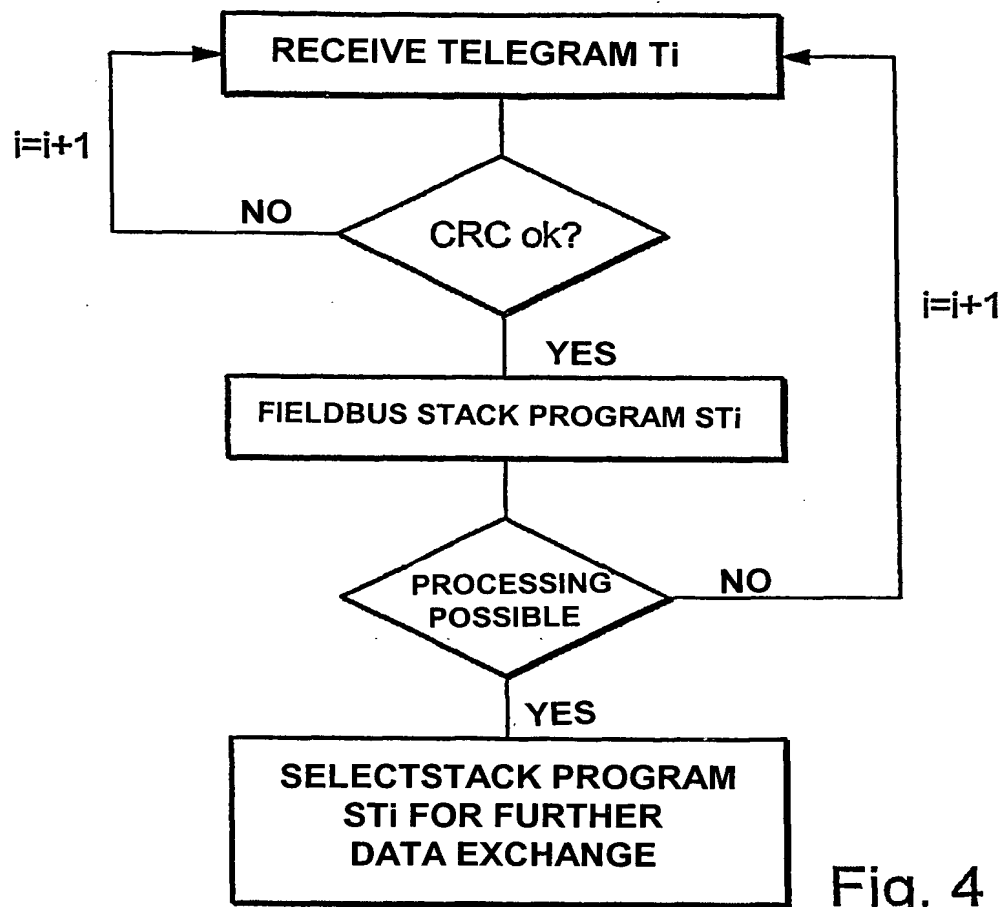 RECEIVE TELEGRAM Ti
i=i+1
NO
CRC ok?
i=i+1
YES
FIELDBUS STACK PROGRAM STi
PROCESSING
POSSIBLE
NO
YES
SELECTSTACK PROGRAM
STi FOR FURTHER
DATA EXCHANGE
Fig. 4